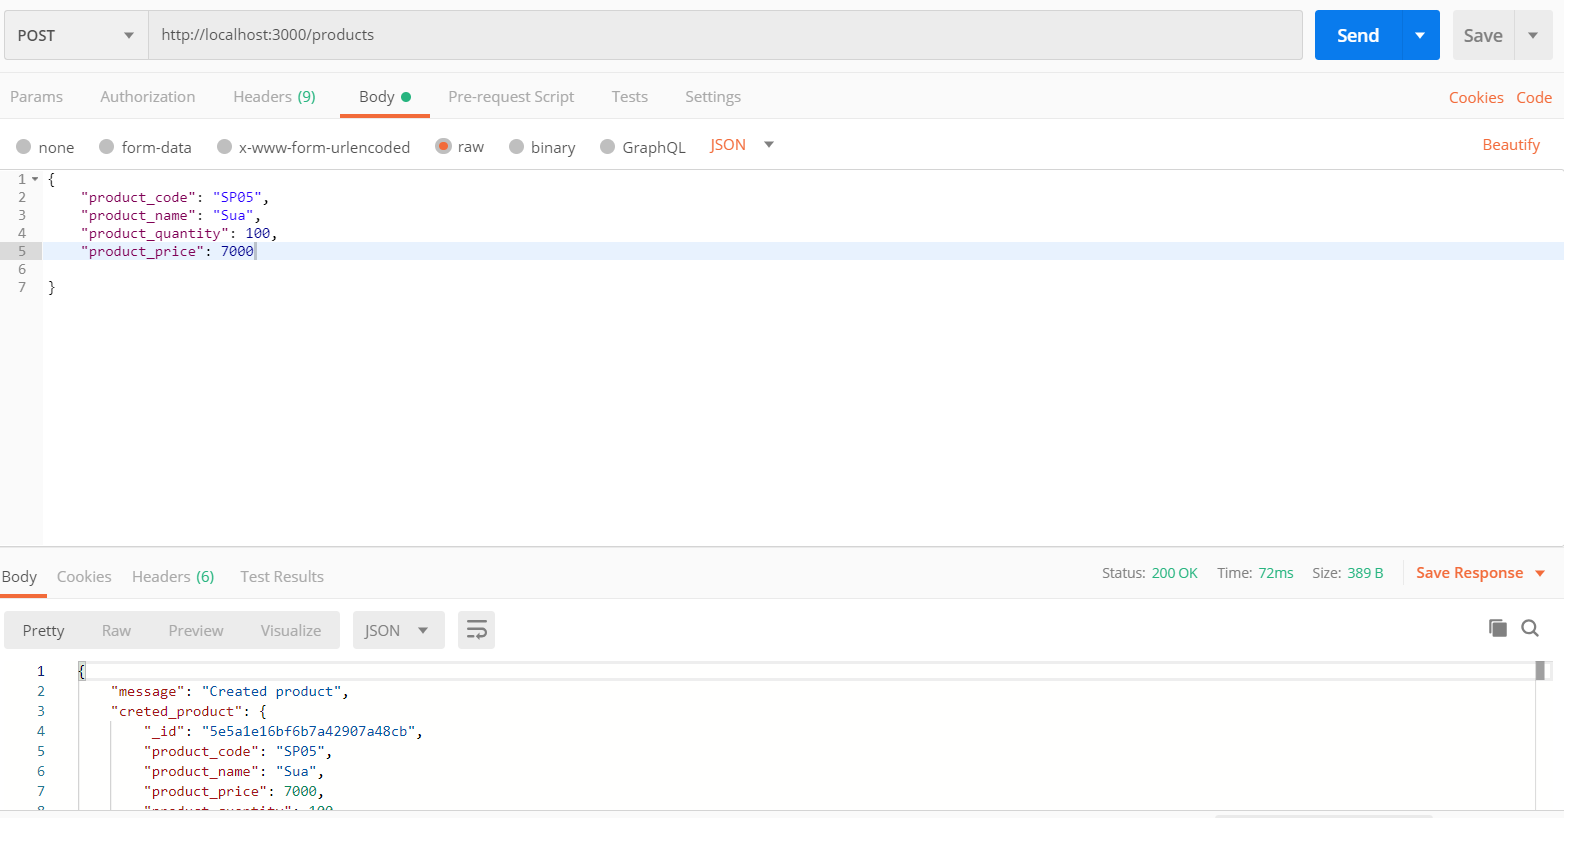 POST http://localhost:3000/products Send Save
Params Authorization Headers (9) Body Pre-request Script Tests Settings Cookies Code
none form-data x-www-form-urlencoded raw binary GraphQL JSON Beautify
1 {
2 "product_code": "SP05",
3 "product_name": "Sua",
4 "product_quantity": 100,
5 "product_price": 7000
6
7 }
Body Cookies Headers (6) Test Results Status: 200 OK Time: 72ms Size: 389 B Save Response
Pretty Raw Preview Visualize JSON
1 {
2 "message": "Created product",
3 "creted_product": {
4 "_id": "5e5a1e16bf6b7a42907a48cb",
5 "product_code": "SP05",
6 "product_name": "Sua",
7 "product_price": 7000,
8 "product_quantity": 100